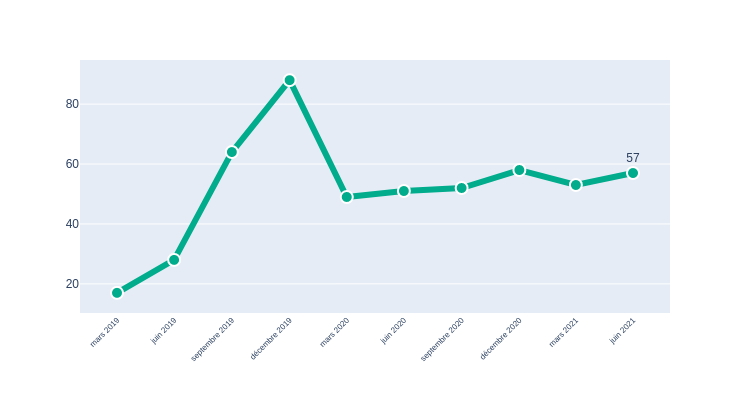 80
60
40
20
57
mars 2019
juin 2019
septembre 2019
décembre 2019
mars 2020
juin 2020
septembre 2020
décembre 2020
mars 2021
juin 2021